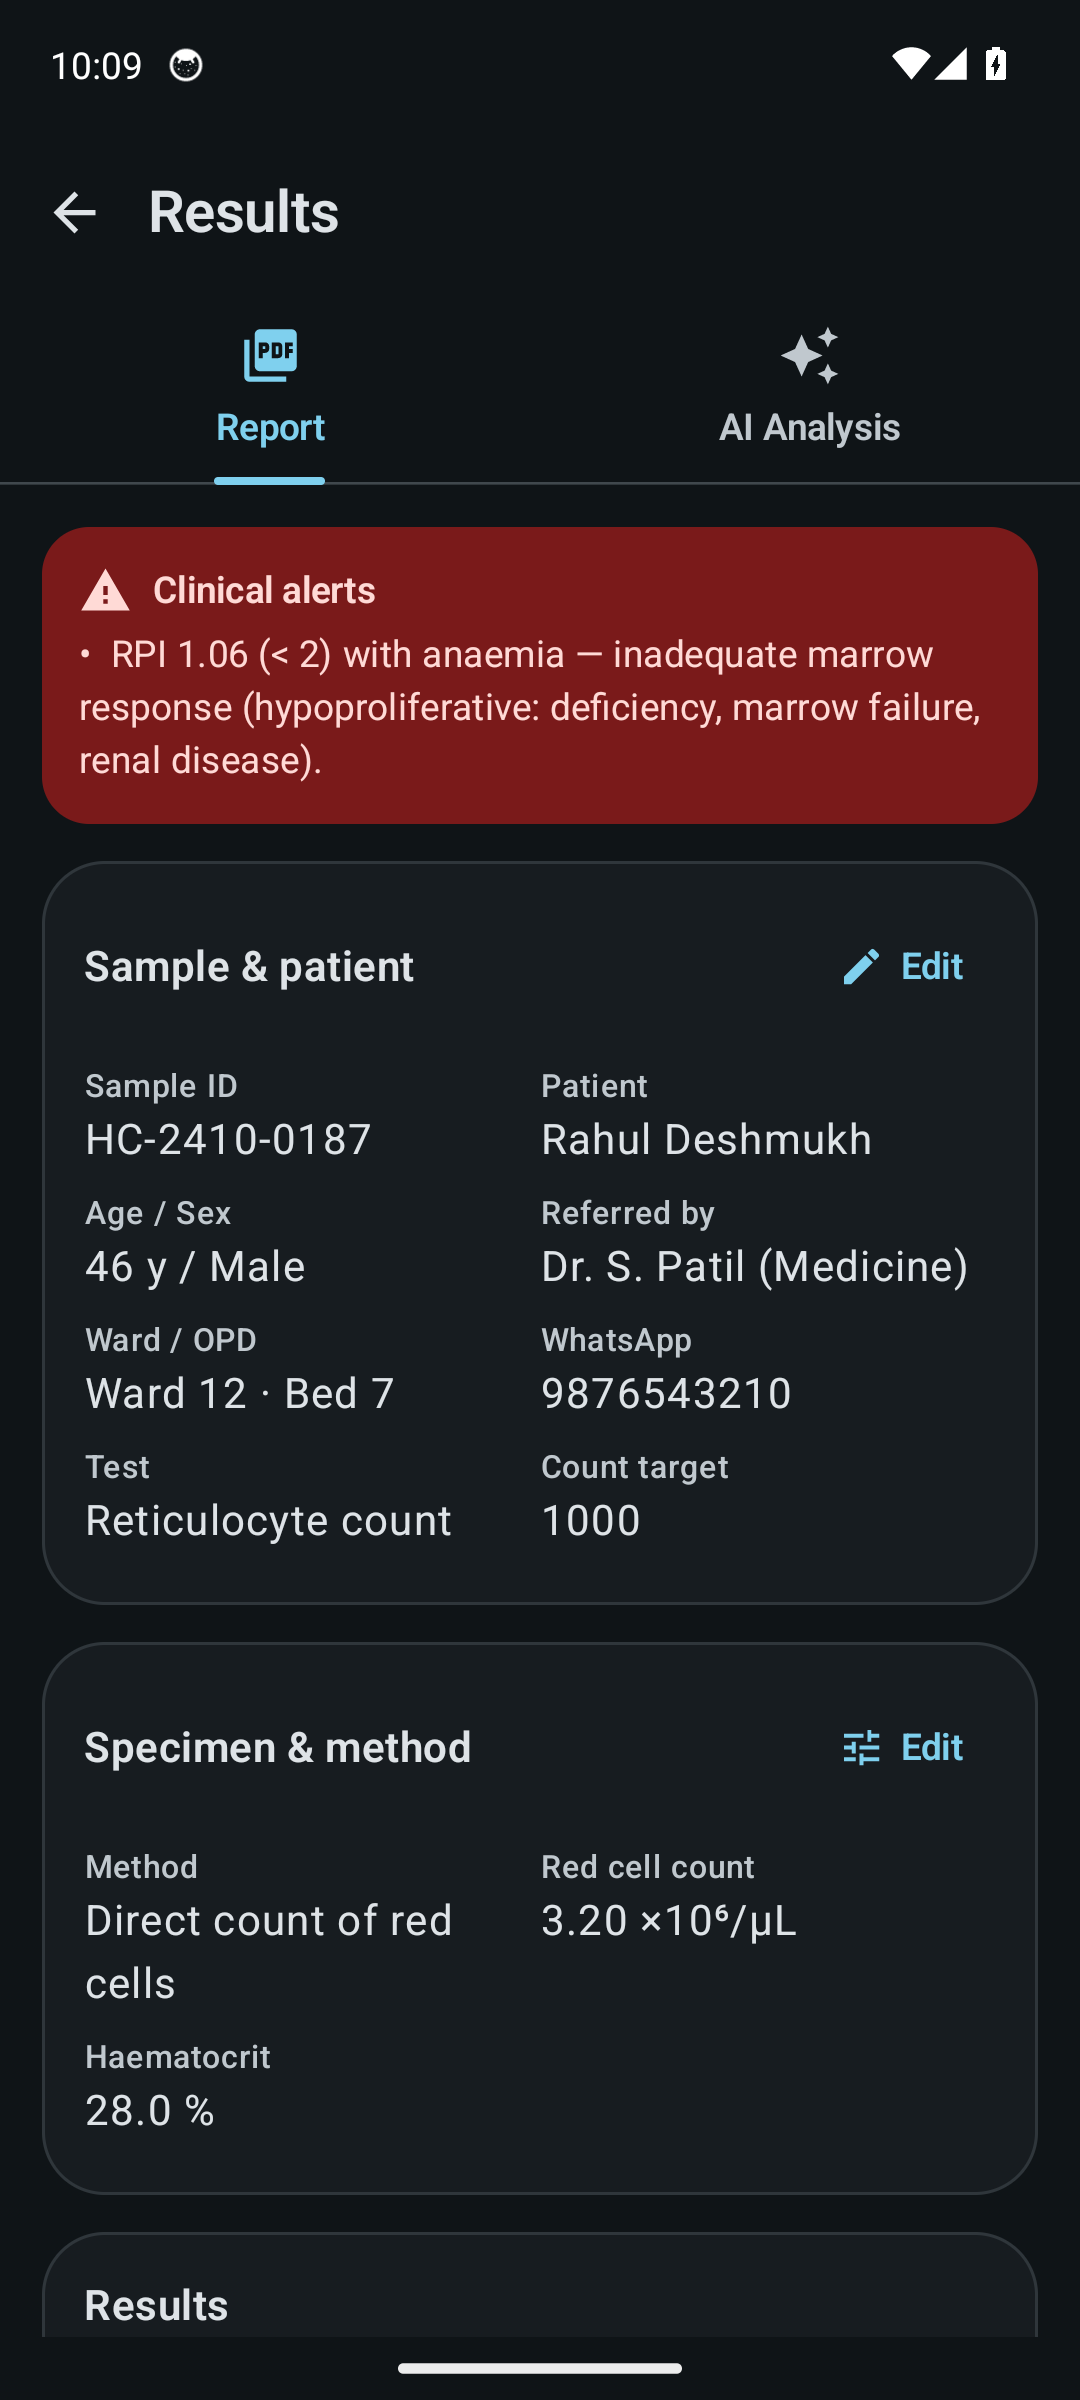 10:09
Results
PDF
Report
AI Analysis
Clinical alerts
• RPI 1.06 (< 2) with anaemia — inadequate marrow
response (hypoproliferative: deficiency, marrow failure,
renal disease).
Sample & patient
Edit
Sample ID
Patient
HC-2410-0187
Rahul Deshmukh
Age / Sex
Referred by
46 y / Male
Dr. S. Patil (Medicine)
Ward / OPD
WhatsApp
Ward 12 · Bed 7
9876543210
Test
Count target
Reticulocyte count
1000
Specimen & method
Edit
Method
Red cell count
Direct count of red
cells
3.20 ×10⁶/µL
Haematocrit
28.0 %
Results